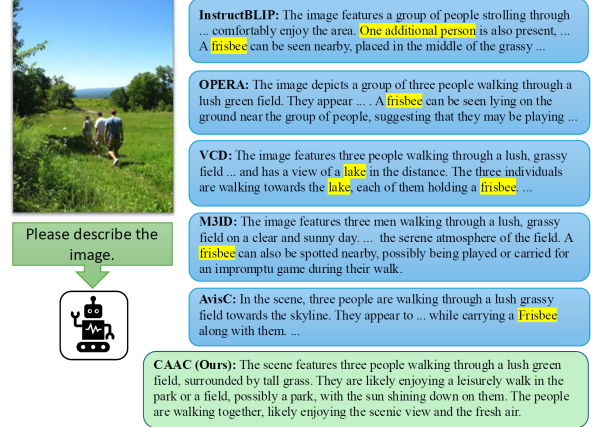 InstructBLIP: The image features a group of people strolling through
... comfortably enjoy the area. One additional person is also present, ...
A frisbee can be seen nearby, placed in the middle of the grassy ...
OPERA: The image depicts a group of three people walking through a
lush green field. They appear ... . A frisbee can be seen lying on the
ground near the group of people, suggesting that they may be playing ...
VCD: The image features three people walking through a lush, grassy
field ... and has a view of a lake in the distance. The three individuals
are walking towards the lake, each of them holding a frisbee. ...
M3ID: The image features three men walking through a lush, grassy
field on a clear and sunny day. ... the serene atmosphere of the field. A
frisbee can also be spotted nearby, possibly being played or carried for
an impromptu game during their walk.
Please describe the
image.
AvisC: In the scene, three people are walking through a lush grassy
field towards the skyline. They appear to ... while carrying a Frisbee
along with them. ...
CAAC (Ours): The scene features three people walking through a lush green
field, surrounded by tall grass. They are likely enjoying a leisurely walk in the
park or a field, possibly a park, with the sun shining down on them. The people
are walking together, likely enjoying the scenic view and the fresh air.